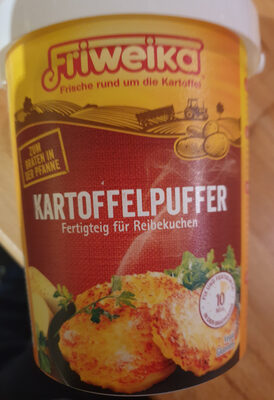 Friweika
Frische rund um die Kartoffel
ZUM
BRATEN IN
DER PFANNE
KARTOFFELPUFFER
Fertigteig für Reibekuchen
10